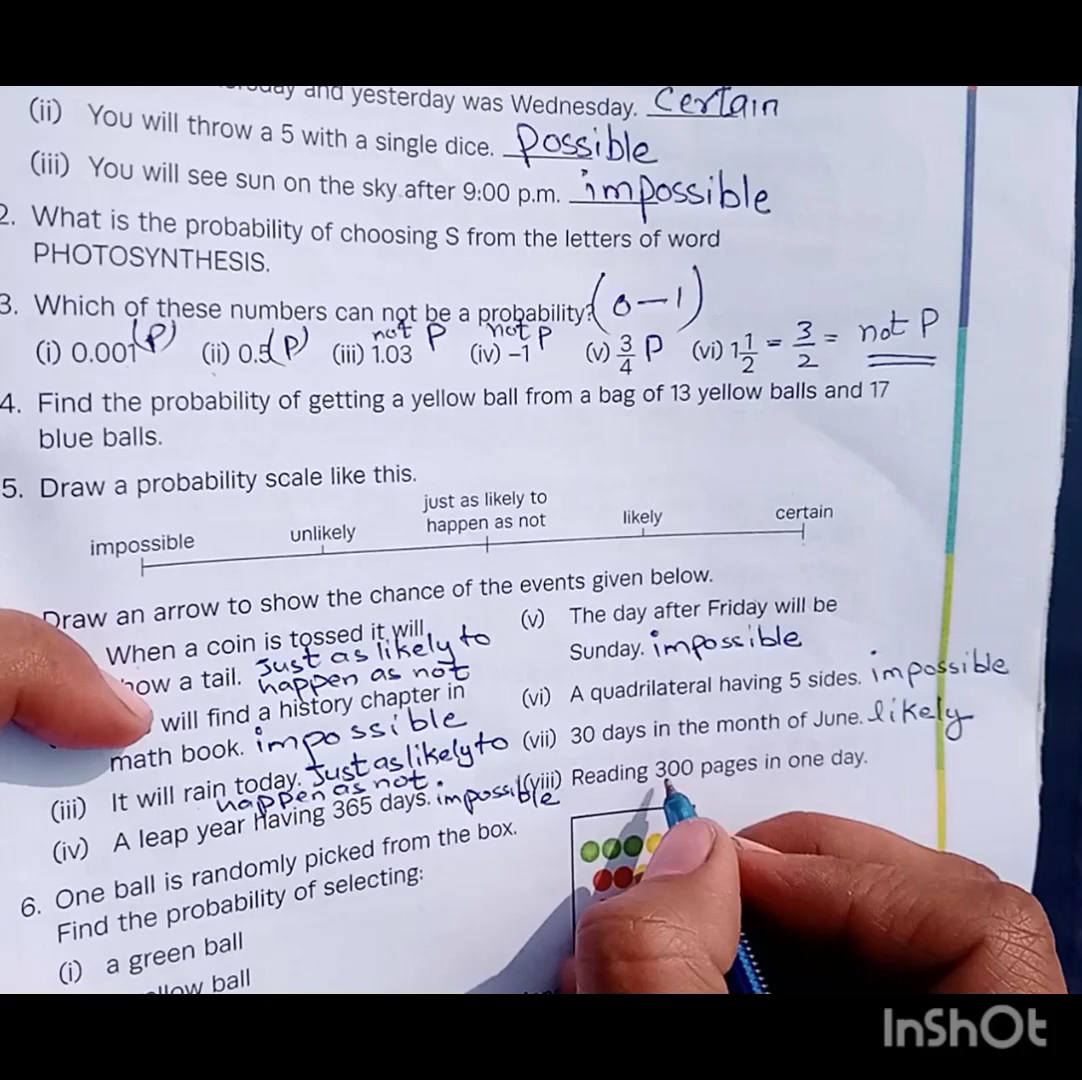 and yesterday was Wednesday. Certain
(ii) You will throw a 5 with a single dice. Possible
(iii) You will see sun on the sky after 9:00 p.m. impossible
2. What is the probability of choosing S from the letters of word
PHOTOSYNTHESIS.
3. Which of these numbers can not be a probability? (0-1)
(i) 0.001 (P) (ii) 0.5 (P) (iii) 1.03 not P (iv) -1 not P (v) 3/4 P (vi) 1 1/2 = 3/2 = not P
4. Find the probability of getting a yellow ball from a bag of 13 yellow balls and 17
blue balls.
5. Draw a probability scale like this.
impossible unlikely just as likely to happen as not likely certain
Draw an arrow to show the chance of the events given below.
When a coin is tossed it will
a tail. Just as likely to
happen as not
will find a history chapter in
math book. impossible
(iii) It will rain today. Just as likely to
happen as not.
(iv) A leap year having 365 days. impossible
(v) The day after Friday will be
Sunday. impossible
(vi) A quadrilateral having 5 sides. impossible
(vii) 30 days in the month of June. likely
(viii) Reading 300 pages in one day.
6. One ball is randomly picked from the box.
Find the probability of selecting:
(i) a green ball
ball
InShOt